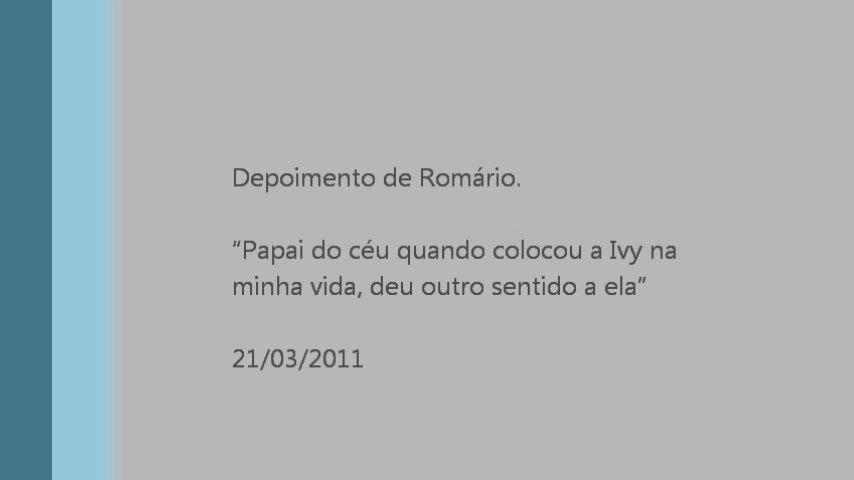 Depoimento de Romário.
“Papai do céu quando colocou a Ivy na
minha vida, deu outro sentido a ela”
21/03/2011